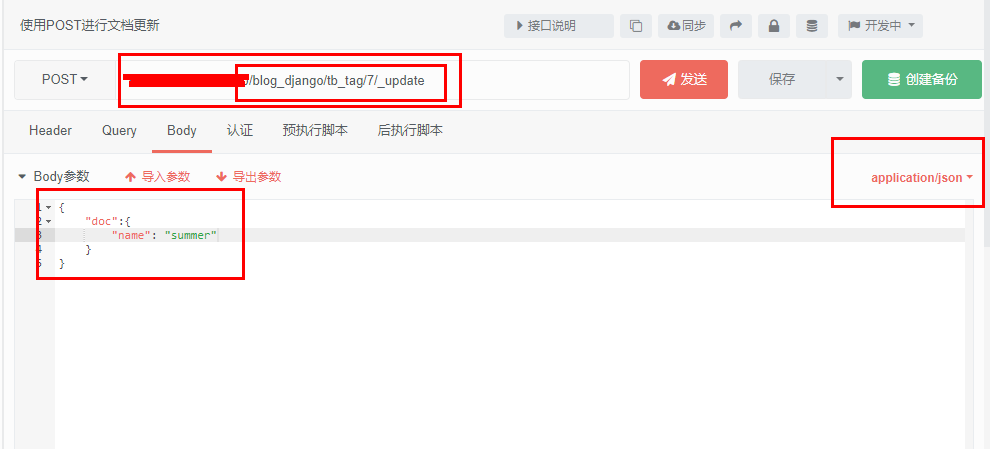 使用POST进行文档更新
接口说明 同步 开发中
POST /blog_django/tb_tag/7/_update 发送 保存 创建备份
Header Query Body 认证 预执行脚本 后执行脚本
Body参数 导入参数 导出参数 application/json
1 {
2 "doc":{
3 "name": "summer"
4 }
5 }